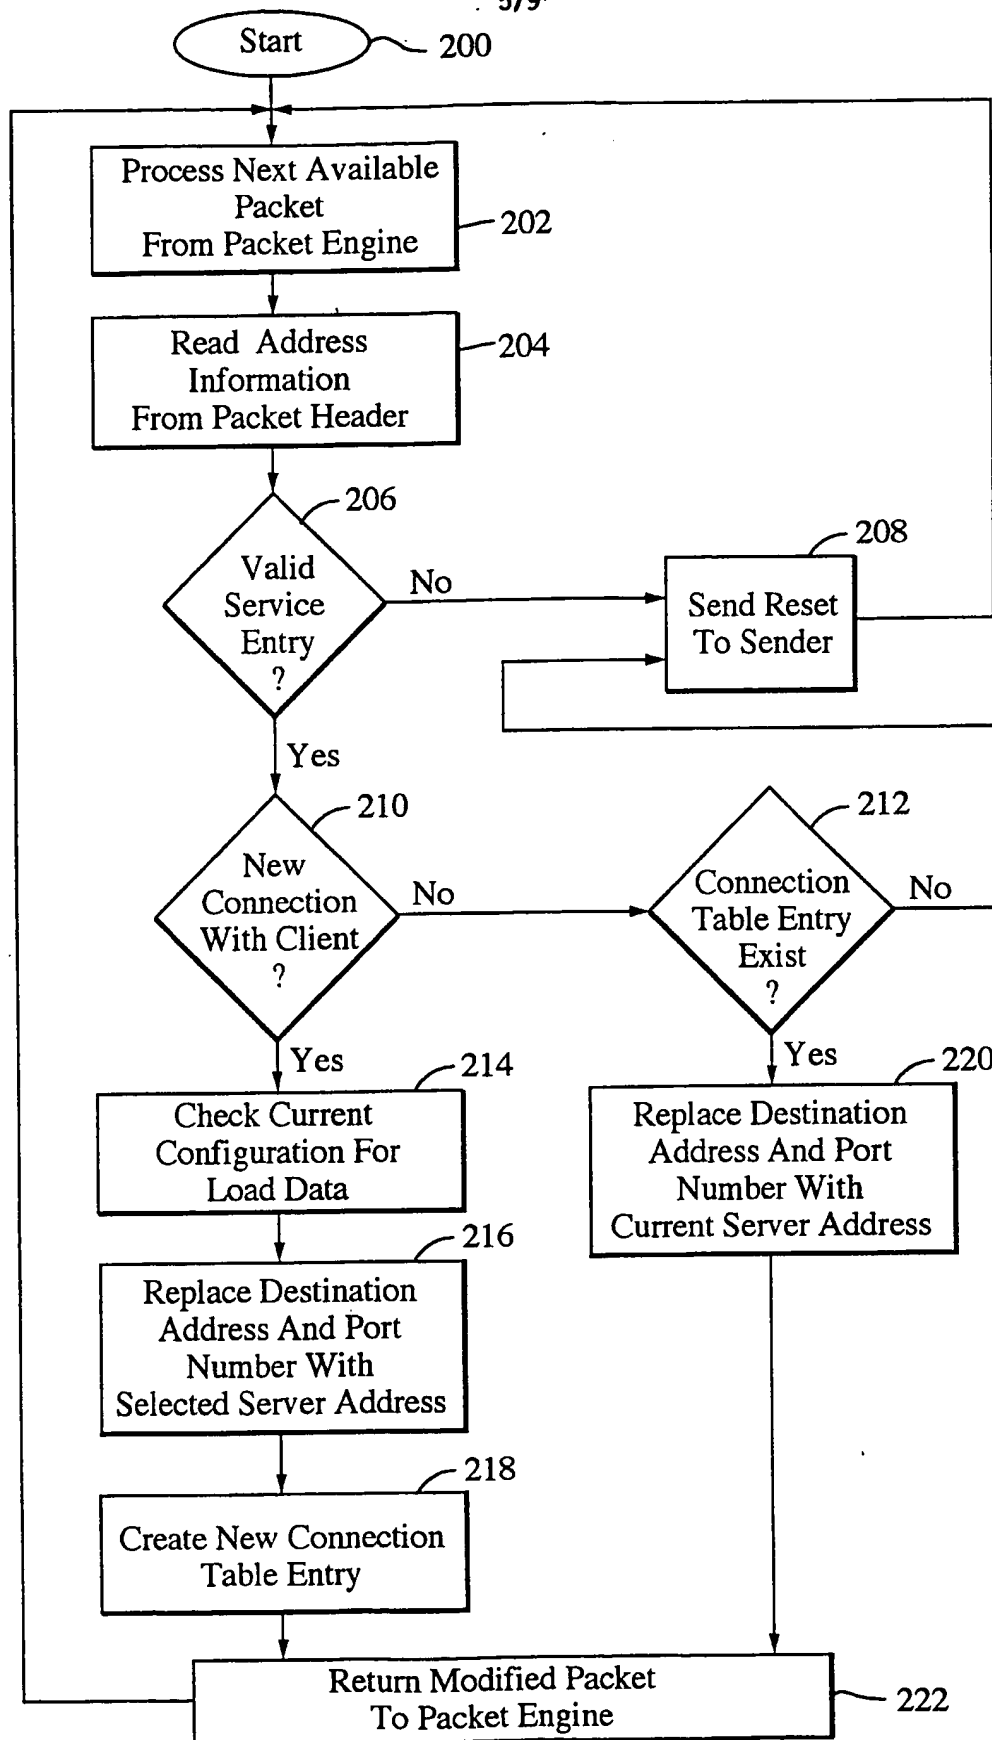 5/9
Start
200
Process Next Available
Packet
From Packet Engine
202
Read Address
Information
From Packet Header
204
206
Valid
Service
Entry
?
No
208
Send Reset
To Sender
Yes
210
New
Connection
With Client
?
No
212
Connection
Table Entry
Exist
?
No
Yes
214
Check Current
Configuration For
Load Data
Yes
220
Replace Destination
Address And Port
Number With
Current Server Address
216
Replace Destination
Address And Port
Number With
Selected Server Address
218
Create New Connection
Table Entry
Return Modified Packet
To Packet Engine
222